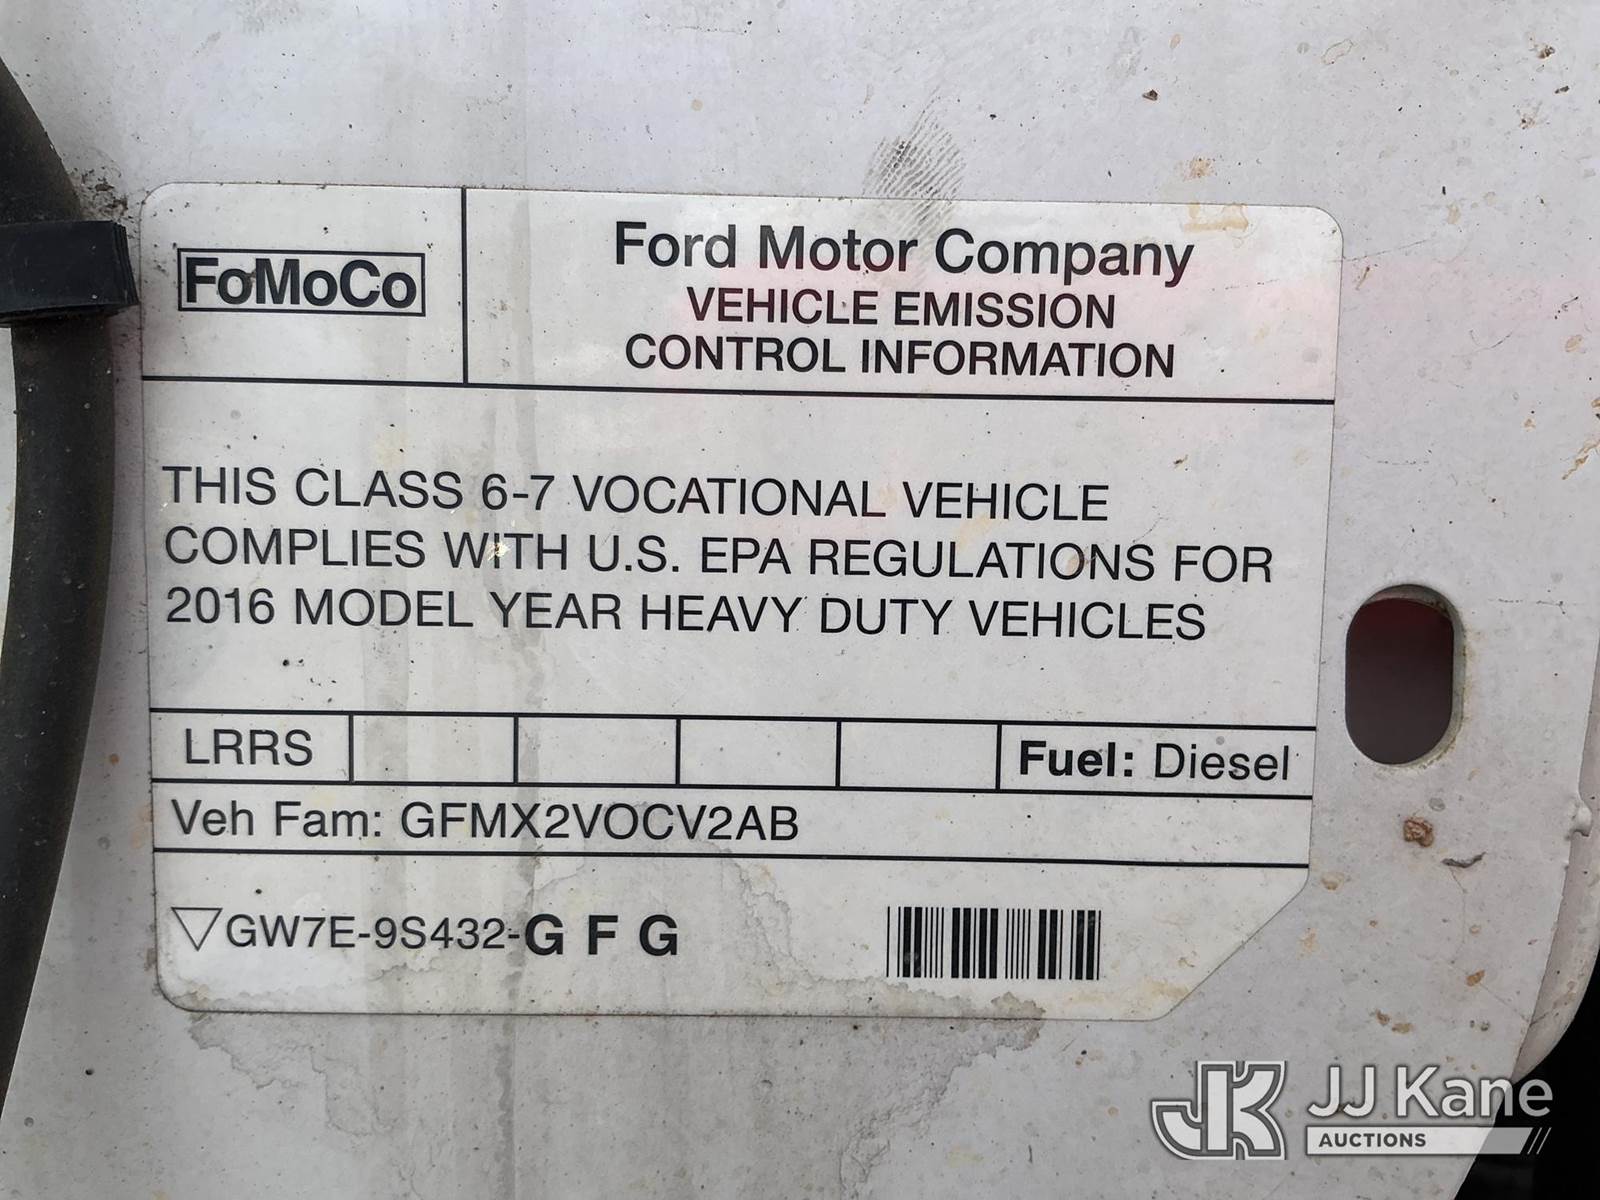 FoMoCo
Ford Motor Company
VEHICLE EMISSION
CONTROL INFORMATION
THIS CLASS 6-7 VOCATIONAL VEHICLE
COMPLIES WITH U.S. EPA REGULATIONS FOR
2016 MODEL YEAR HEAVY DUTY VEHICLES
LRRS
Fuel: Diesel
Veh Fam: GFMX2VOCV2AB
▽GW7E-9S432-G F G
JK JJ Kane
AUCTIONS